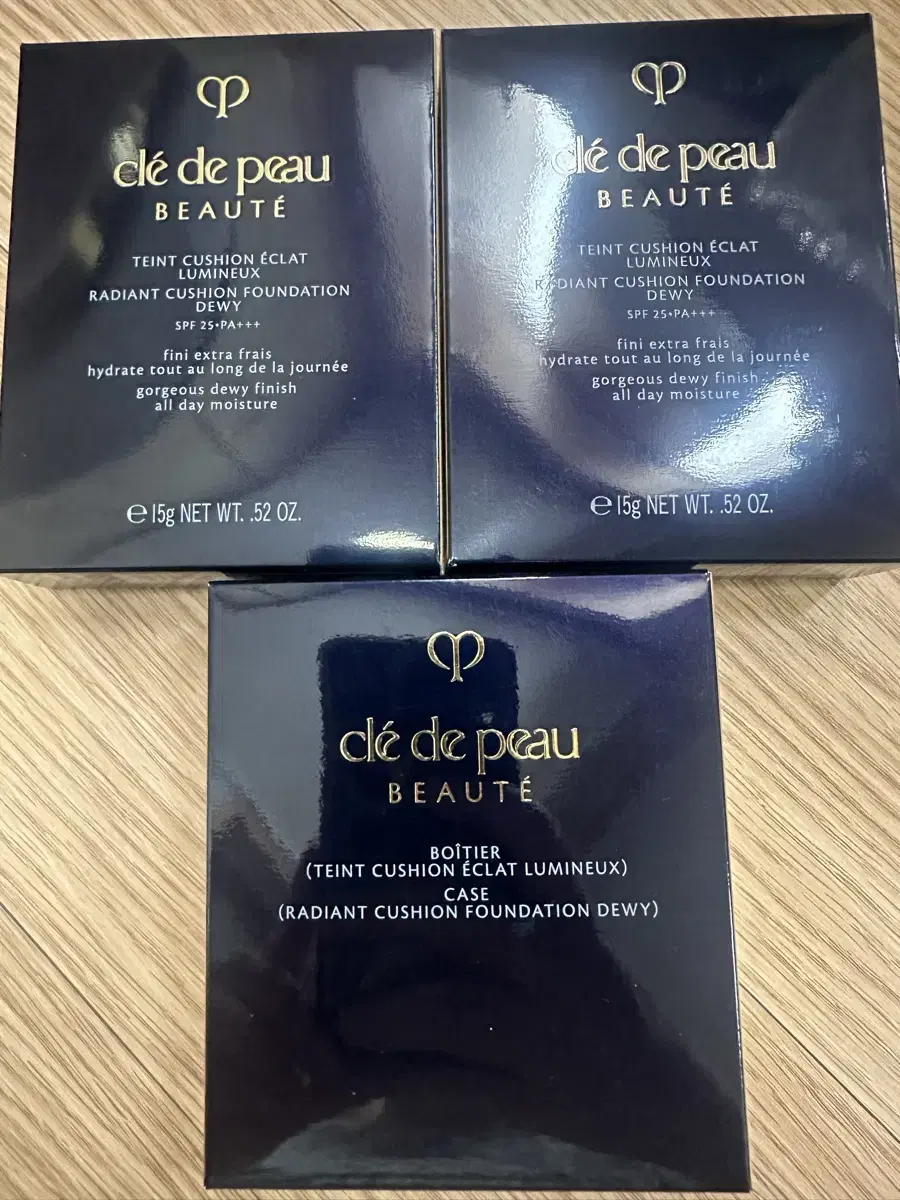 clé de peau
BEAUTÉ
TEINT CUSHION ÉCLAT
LUMINEUX
RADIANT CUSHION FOUNDATION
DEWY
SPF 25•PA+++
fini extra frais
hydrate tout au long de la journée
gorgeous dewy finish
all day moisture
℮ 15g NET WT. .52 OZ.
clé de peau
BEAUTÉ
TEINT CUSHION ÉCLAT
LUMINEUX
RADIANT CUSHION FOUNDATION
DEWY
SPF 25•PA+++
fini extra frais
hydrate tout au long de la journée
gorgeous dewy finish
all day moisture
℮ 15g NET WT. .52 OZ.
clé de peau
BEAUTÉ
BOÎTIER
(TEINT CUSHION ÉCLAT LUMINEUX)
CASE
(RADIANT CUSHION FOUNDATION DEWY)